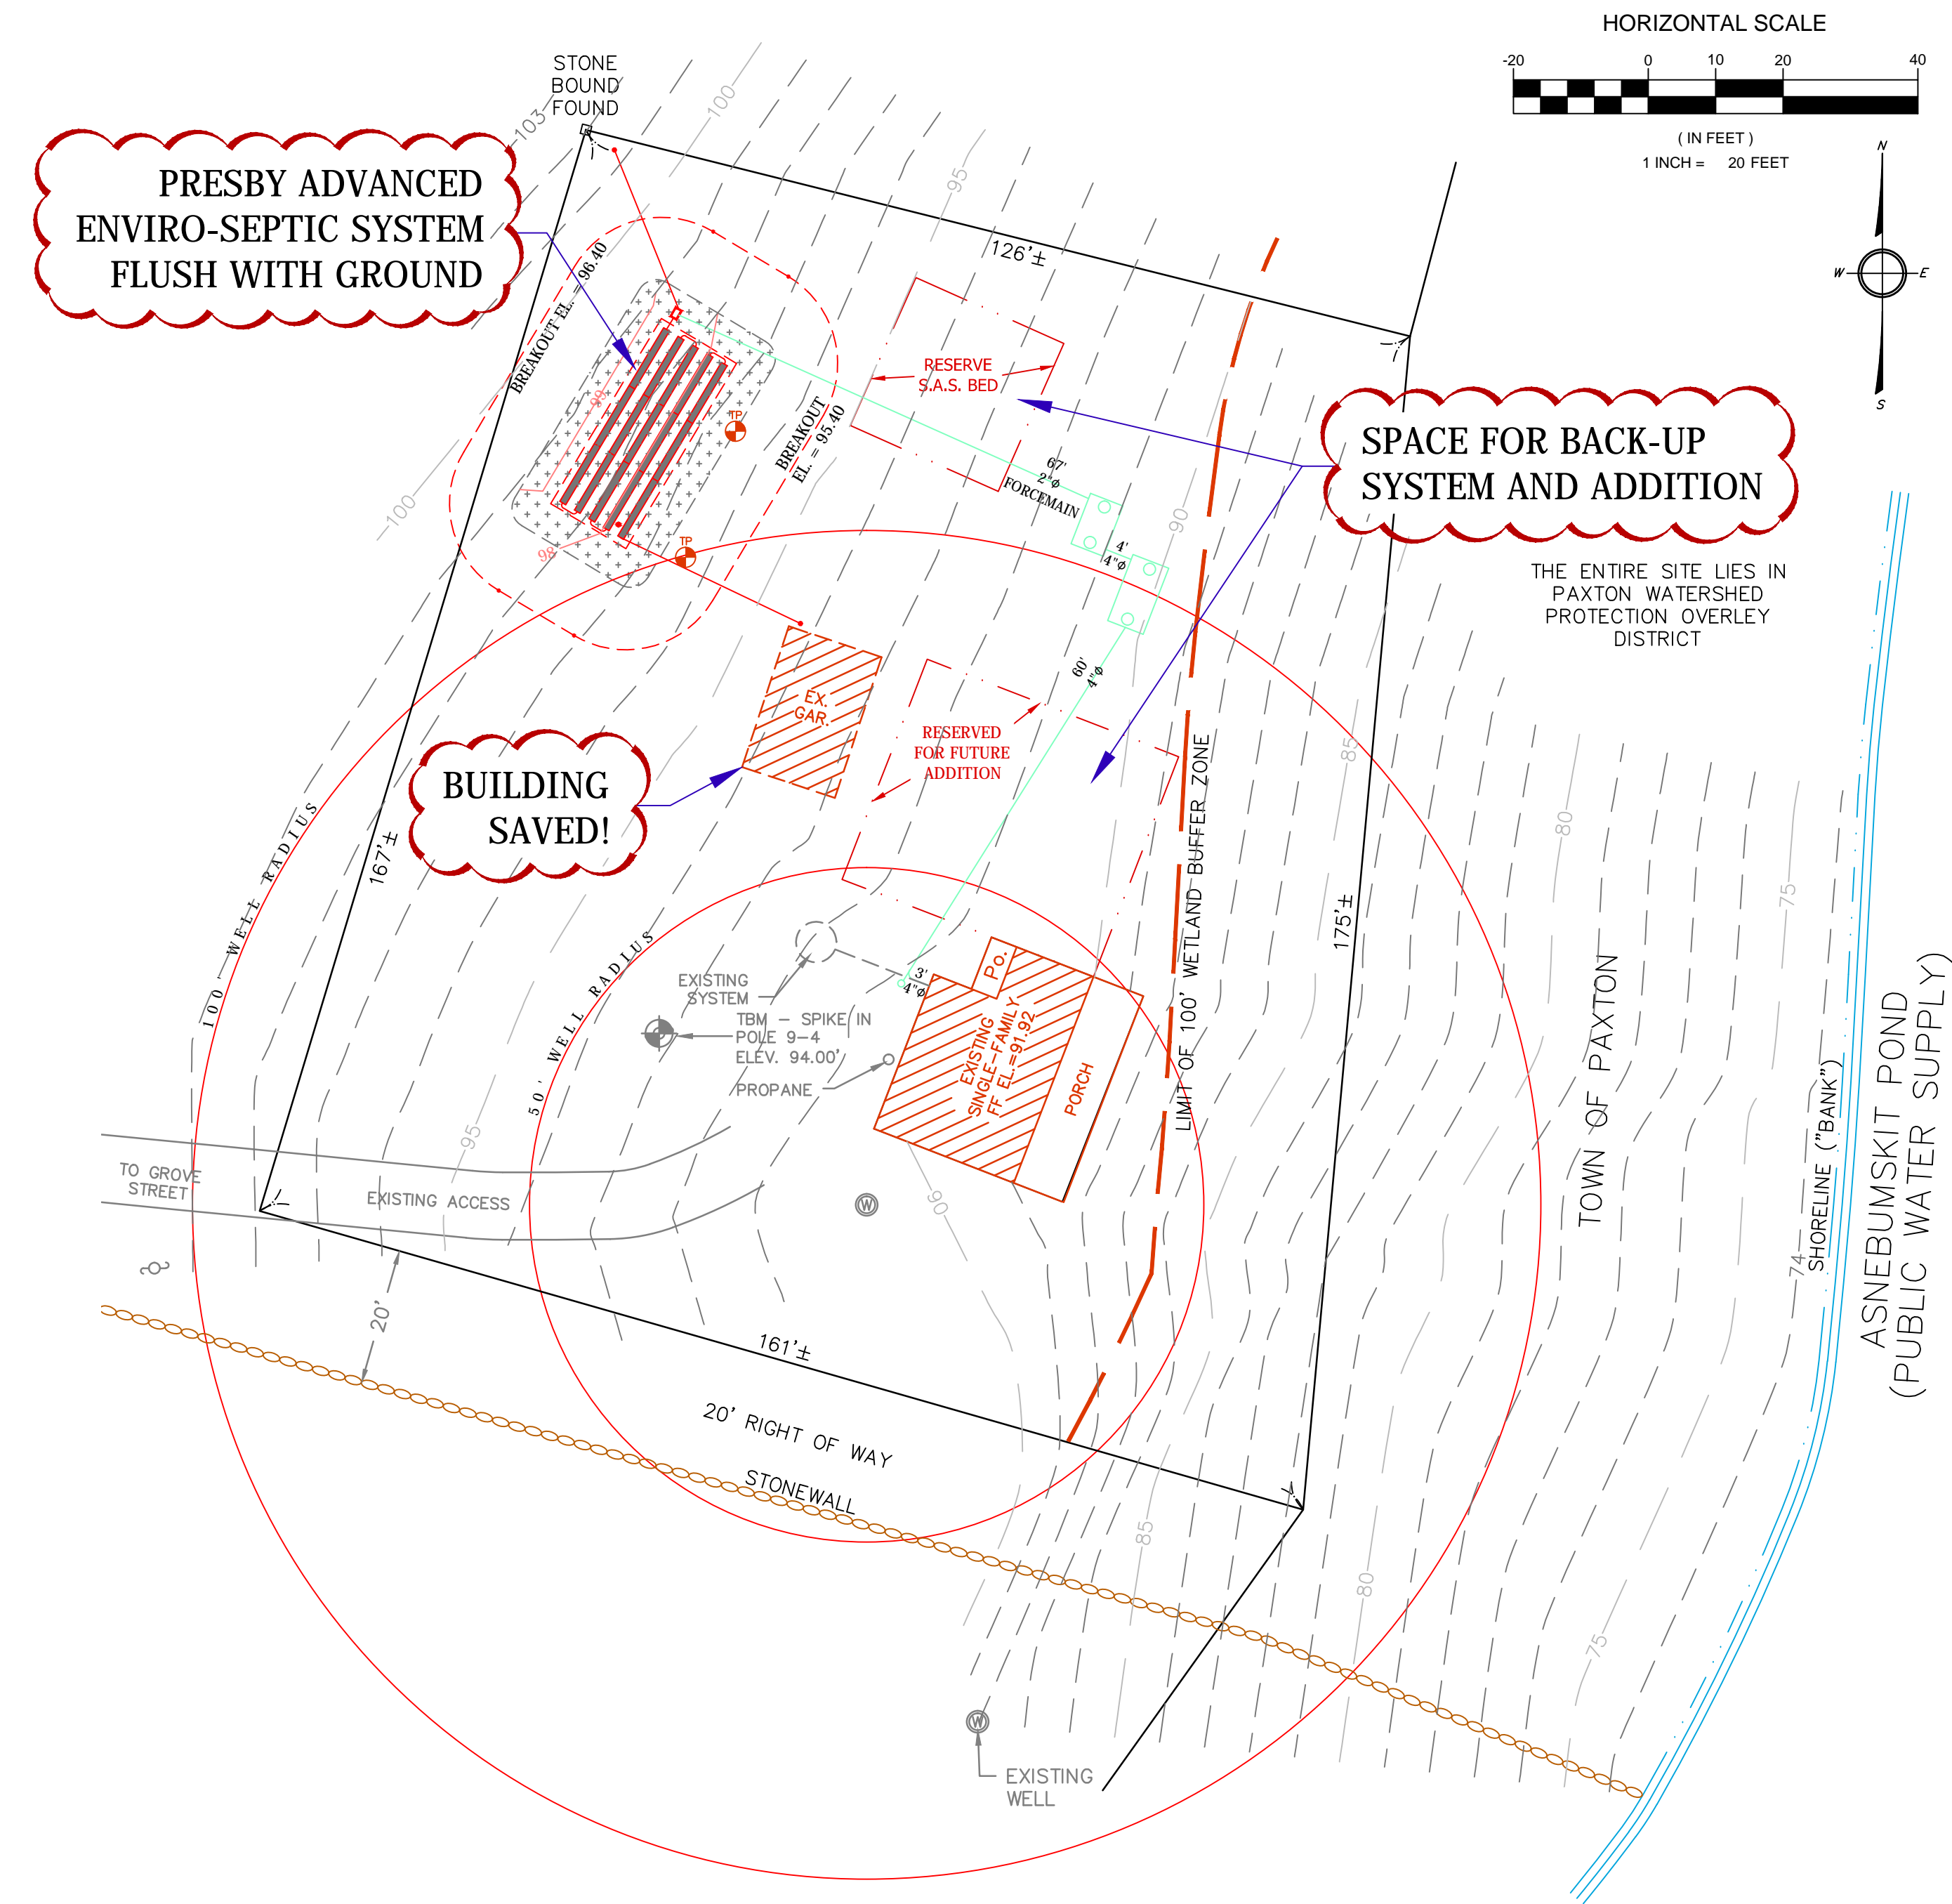 HORIZONTAL SCALE
-20 0 10 20 40
( IN FEET )
1 INCH = 20 FEET
N
W E
S
STONE
BOUND
FOUND
103
100
95
126'±
PRESBY ADVANCED
ENVIRO-SEPTIC SYSTEM
FLUSH WITH GROUND
BREAKOUT EL. = 96.40
98
98
100
TP
TP
BREAKOUT
EL. = 95.40
RESERVE
S.A.S. BED
67'
2"ø
FORCEMAIN
4'
4"ø
90
SPACE FOR BACK-UP
SYSTEM AND ADDITION
THE ENTIRE SITE LIES IN
PAXTON WATERSHED
PROTECTION OVERLEY
DISTRICT
60'
4"ø
EX.
GAR.
RESERVED
FOR FUTURE
ADDITION
BUILDING
SAVED!
100' WELL RADIUS
167'±
50' WELL RADIUS
LIMIT OF 100' WETLAND BUFFER ZONE
85
80
75
175'±
EXISTING
SYSTEM
3'
4"ø
TBM - SPIKE IN
POLE 9-4
ELEV. 94.00'
PROPANE
Po.
EXISTING
SINGLE-FAMILY
FF EL.=91.92
PORCH
TOWN OF PAXTON
SHORELINE ("BANK")
ASNEBUMSKIT POND
(PUBLIC WATER SUPPLY)
74
TO GROVE
STREET
EXISTING ACCESS
95
90
W
20'
161'±
20' RIGHT OF WAY
STONEWALL
85
80
75
W
EXISTING
WELL